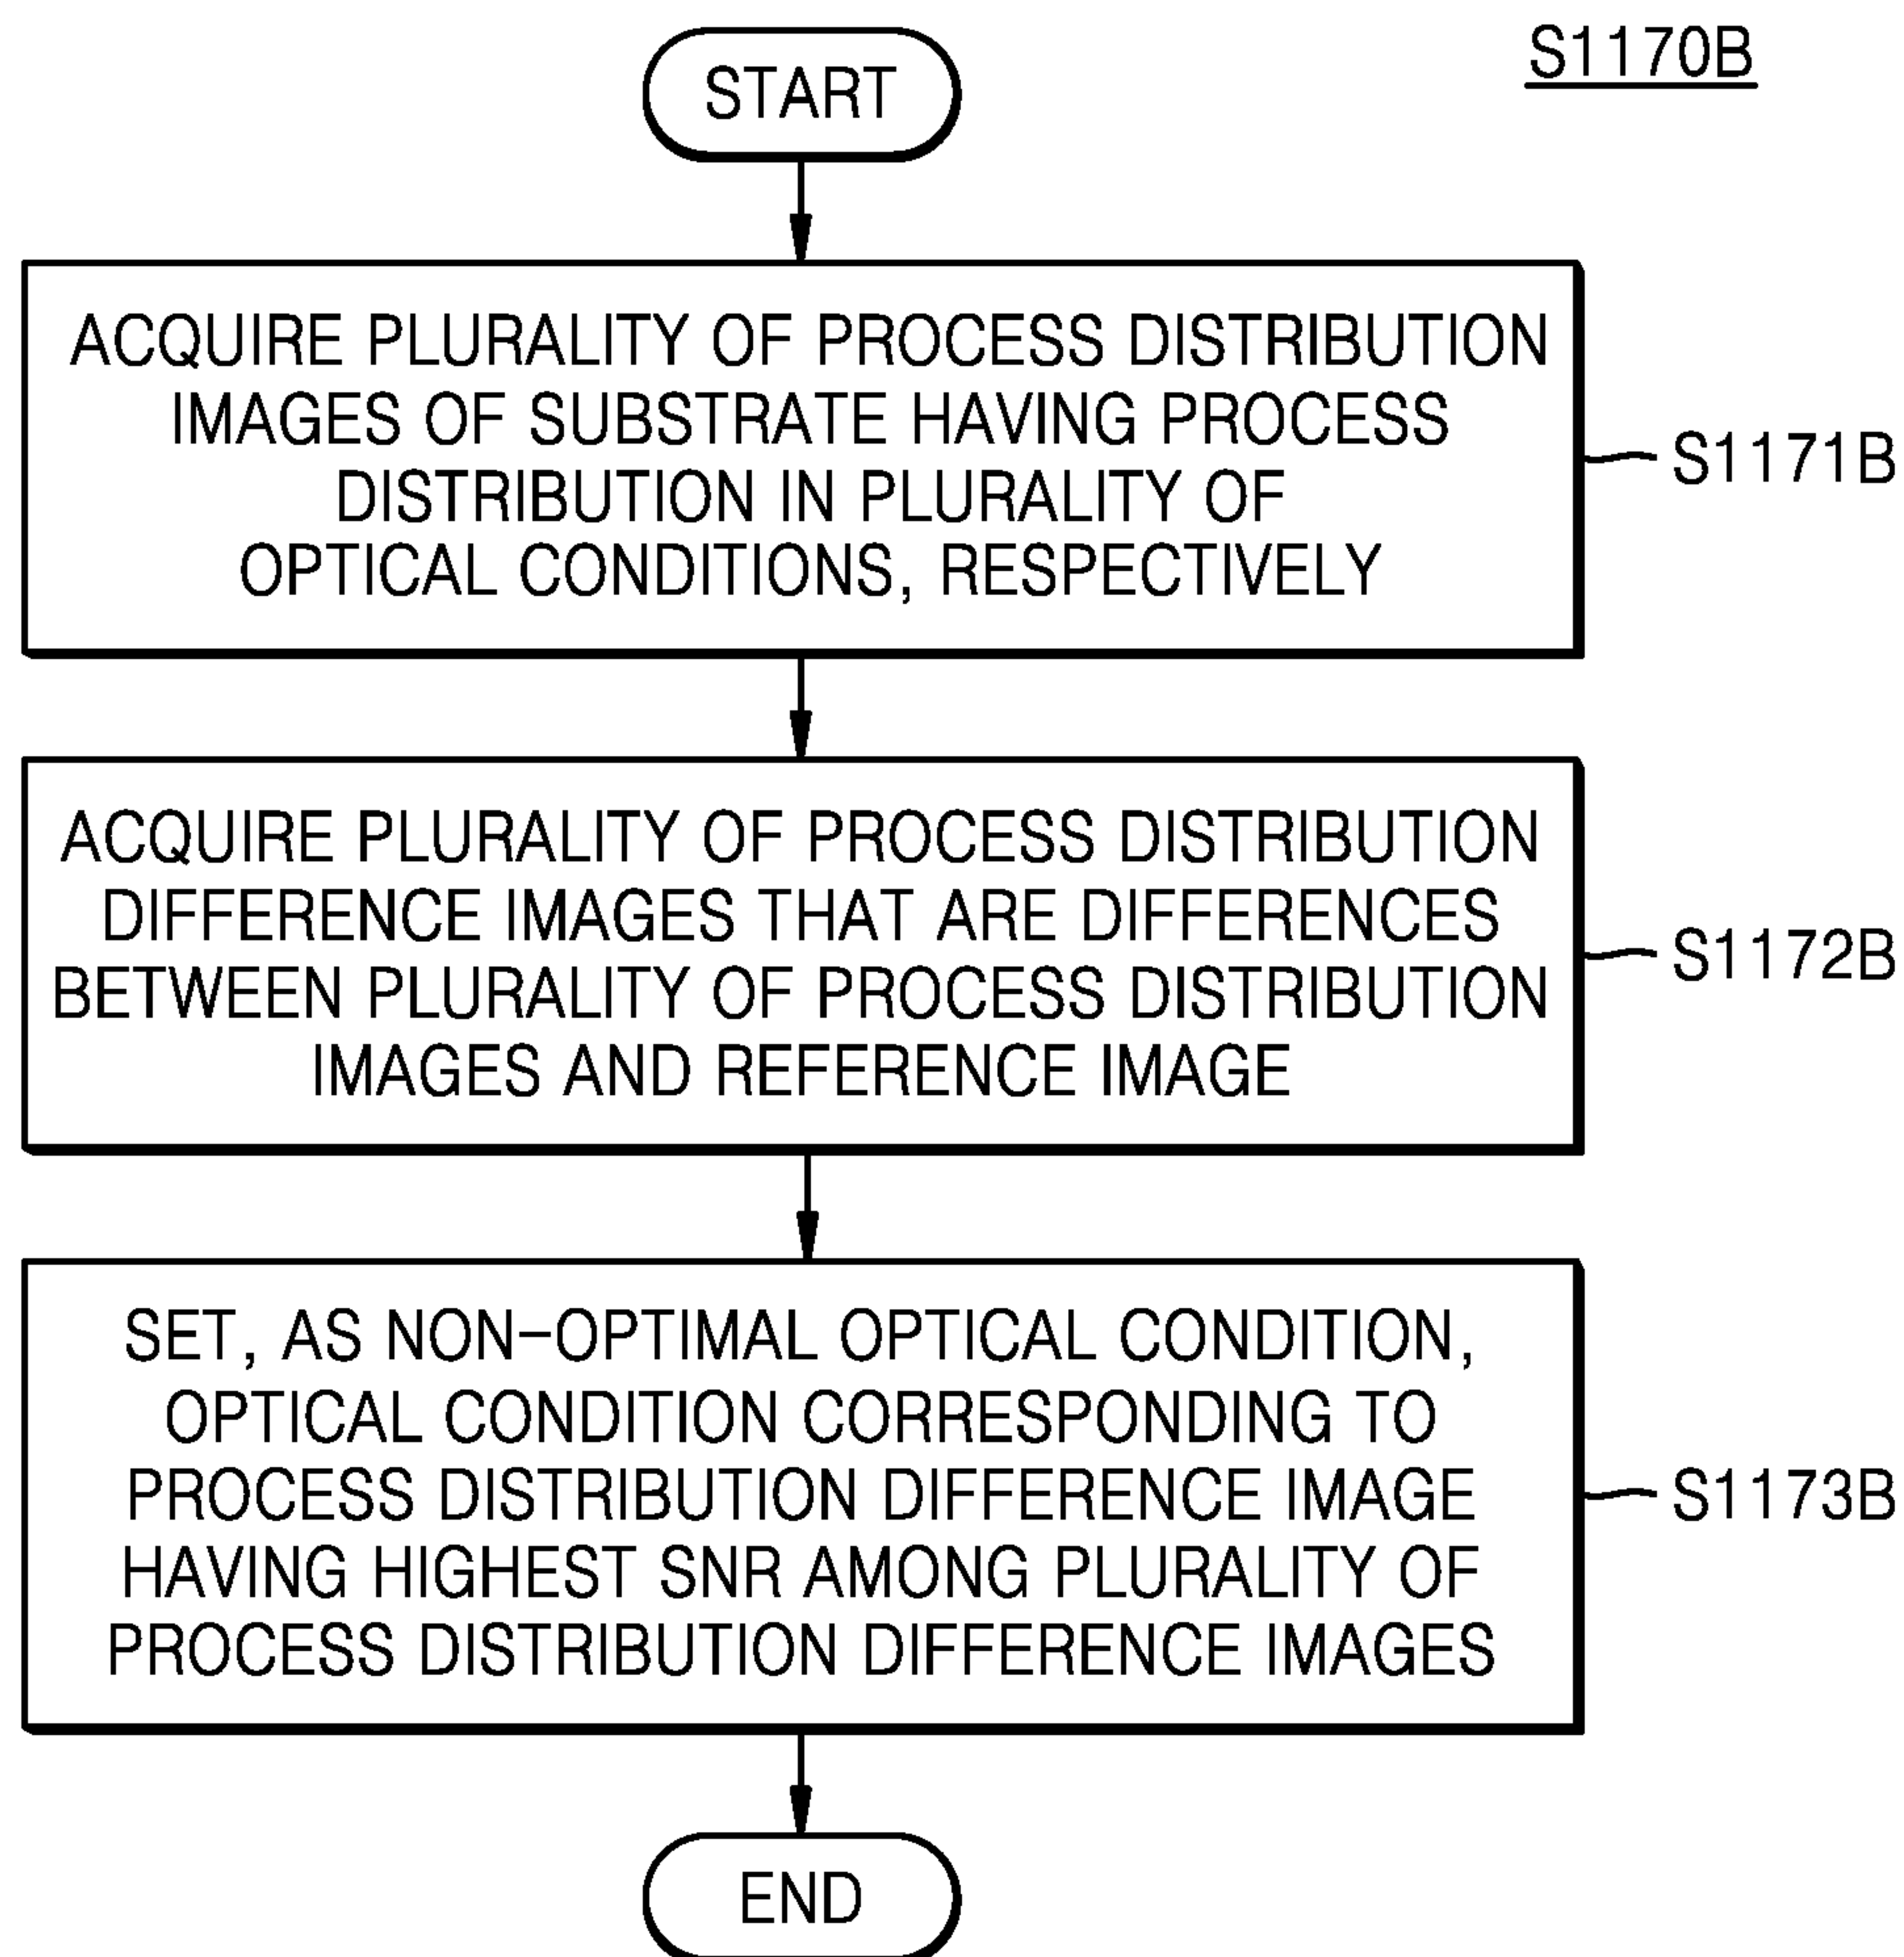 S1170B
START
ACQUIRE PLURALITY OF PROCESS DISTRIBUTION
IMAGES OF SUBSTRATE HAVING PROCESS
DISTRIBUTION IN PLURALITY OF
OPTICAL CONDITIONS, RESPECTIVELY
S1171B
ACQUIRE PLURALITY OF PROCESS DISTRIBUTION
DIFFERENCE IMAGES THAT ARE DIFFERENCES
BETWEEN PLURALITY OF PROCESS DISTRIBUTION
IMAGES AND REFERENCE IMAGE
S1172B
SET, AS NON-OPTIMAL OPTICAL CONDITION,
OPTICAL CONDITION CORRESPONDING TO
PROCESS DISTRIBUTION DIFFERENCE IMAGE
HAVING HIGHEST SNR AMONG PLURALITY OF
PROCESS DISTRIBUTION DIFFERENCE IMAGES
S1173B
END